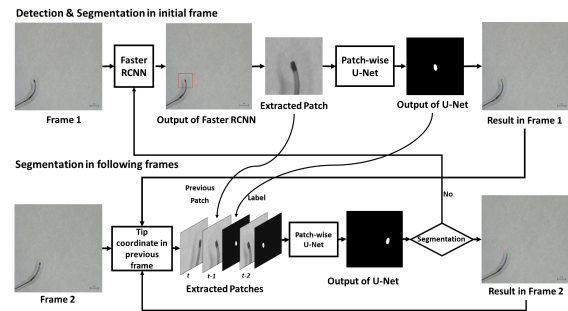 Detection & Segmentation in initial frame
Faster
RCNN
Patch-wise
U-Net
Frame 1
Output of Faster RCNN
Extracted Patch
Output of U-Net
Result in Frame 1
Segmentation in following frames
Previous
Patch
Label
No
Tip
coordinate in
previous
frame
Patch-wise
U-Net
Segmentation
t
t-1
t-2
Frame 2
Extracted Patches
Output of U-Net
Result in Frame 2